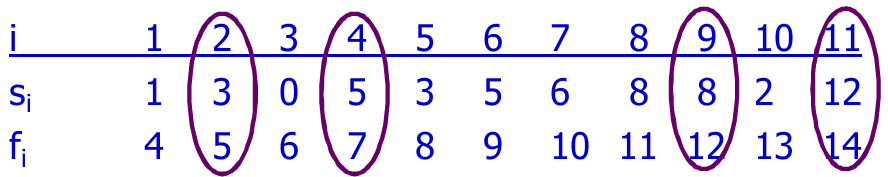 i 1 2 3 4 5 6 7 8 9 10 11
si 1 3 0 5 3 5 6 8 8 2 12
fi 4 5 6 7 8 9 10 11 12 13 14